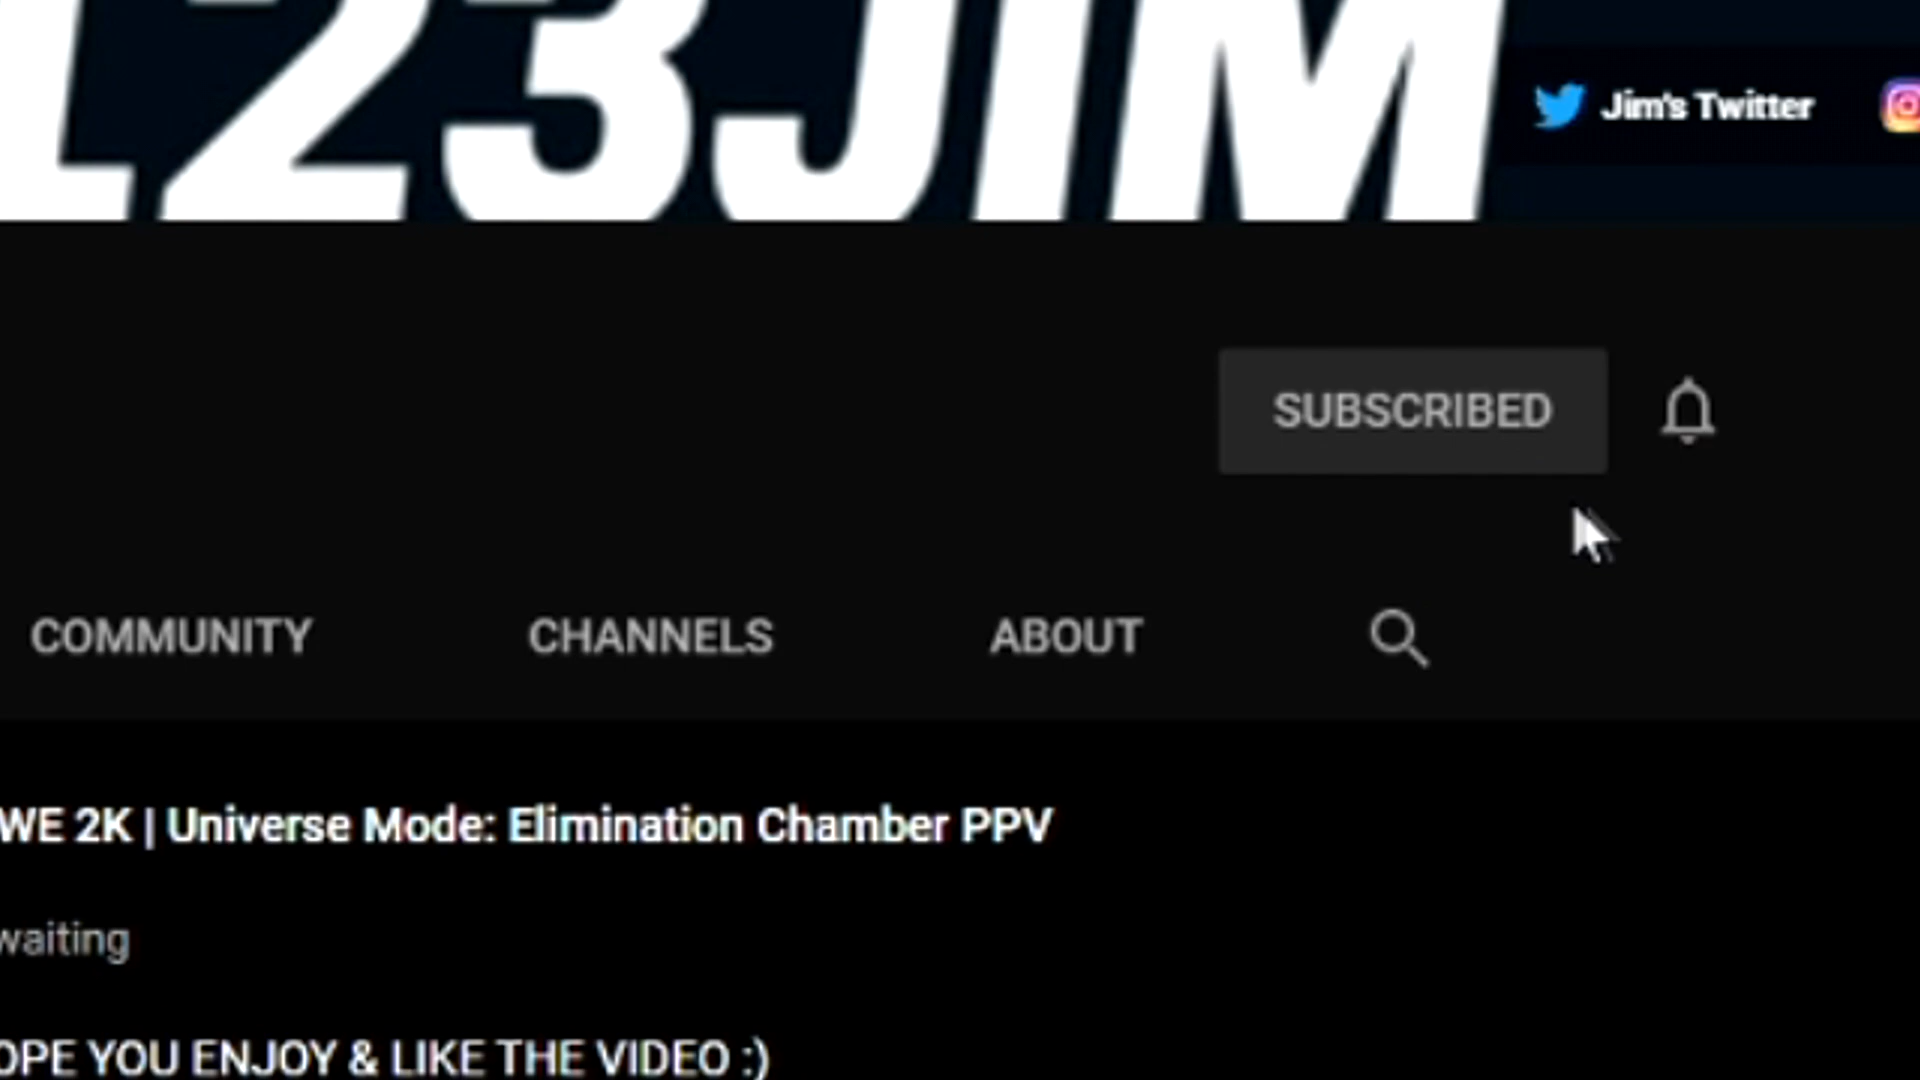 123JIM
Jim's Twitter
SUBSCRIBED
COMMUNITY CHANNELS ABOUT
WE 2K | Universe Mode: Elimination Chamber PPV
waiting
OPE YOU ENJOY & LIKE THE VIDEO :)